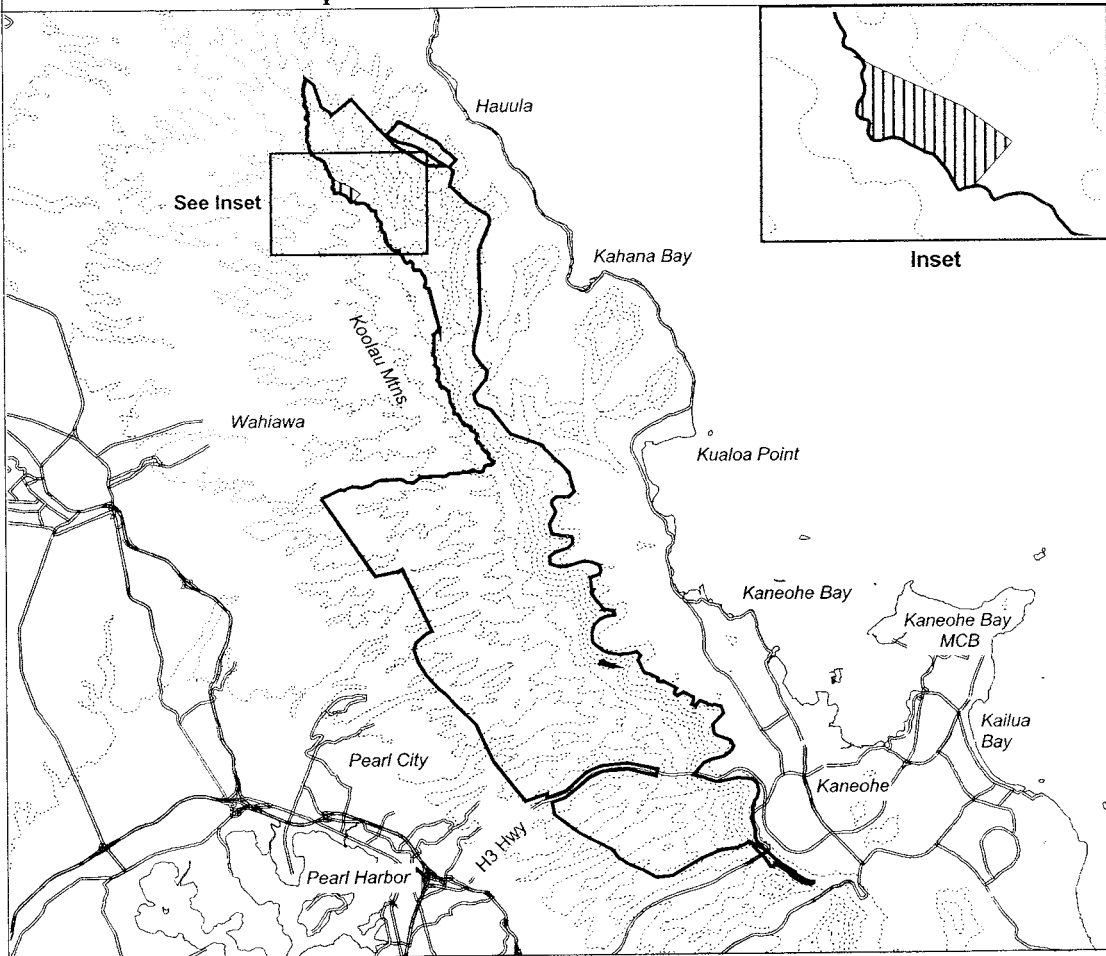 Hauula
See Inset
Inset
Kahana Bay
Koolau Mtns.
Wahiawa
Kualoa Point
Kaneohe Bay
Kaneohe Bay
MCB
Kailua
Bay
Pearl City
Kaneohe
H3 Hwy
Pearl Harbor